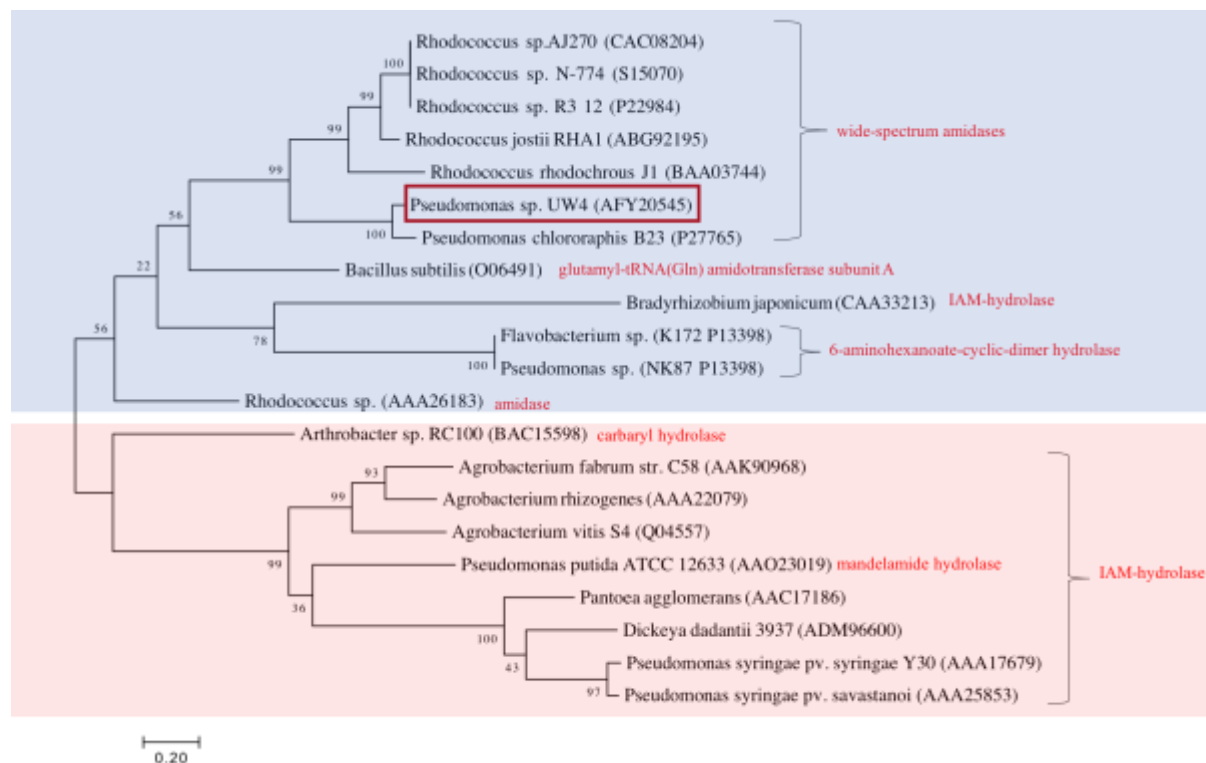 Rhodococcus sp.AJ270 (CAC08204)
100
Rhodococcus sp. N-774 (S15070)
99
Rhodococcus sp. R3 12 (P22984)
99
Rhodococcus jostii RHA1 (ABG92195)
wide-spectrum amidases
99
Rhodococcus rhodochrous J1 (BAA03744)
Pseudomonas sp. UW4 (AFY20545)
56
100
Pseudomonas chlororaphis B23 (P27765)
22
Bacillus subtilis (O06491) glutamyl-tRNA(Gln) amidotransferase subunit A
Bradyrhizobium japonicum (CAA33213) IAM-hydrolase
56
78
Flavobacterium sp. (K172 P13398)
6-aminohexanoate-cyclic-dimer hydrolase
100
Pseudomonas sp. (NK87 P13398)
Rhodococcus sp. (AAA26183) amidase
Arthrobacter sp. RC100 (BAC15598) carbaryl hydrolase
93
Agrobacterium fabrum str. C58 (AAK90968)
99
Agrobacterium rhizogenes (AAA22079)
Agrobacterium vitis S4 (Q04557)
99
Pseudomonas putida ATCC 12633 (AAO23019) mandelamide hydrolase
IAM-hydrolase
36
Pantoea agglomerans (AAC17186)
100
Dickeya dadantii 3937 (ADM96600)
43
Pseudomonas syringae pv. syringae Y30 (AAA17679)
97
Pseudomonas syringae pv. savastanoi (AAA25853)
0.20